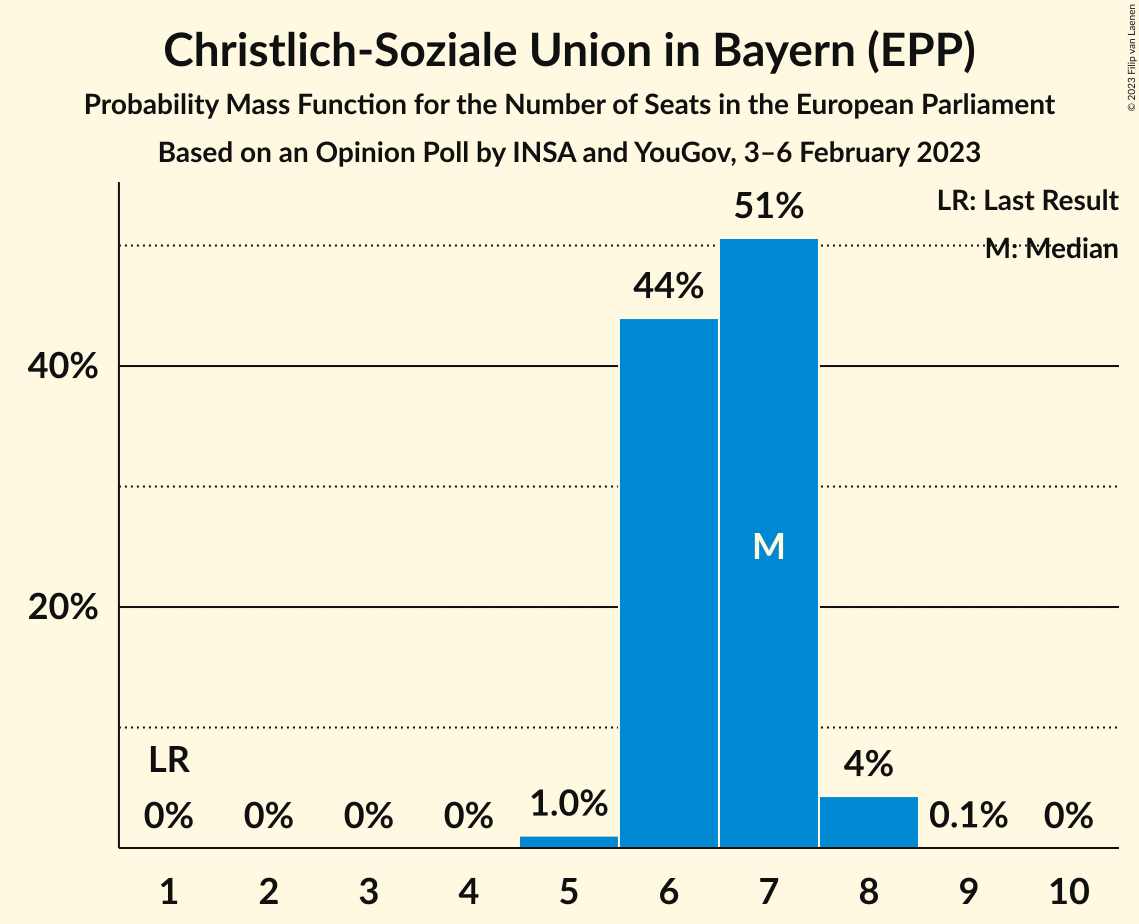 Christlich-Soziale Union in Bayern (EPP)
Probability Mass Function for the Number of Seats in the European Parliament
Based on an Opinion Poll by INSA and YouGov, 3–6 February 2023
© 2023 Filip van Laenen
LR: Last Result
M: Median
51%
44%
40%
M
20%
LR
4%
0% 0% 0% 0% 1.0% 0.1% 0%
1 2 3 4 5 6 7 8 9 10